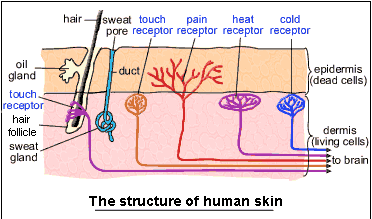 hair
sweat
pore
touch
receptor
pain
receptor
heat
receptor
cold
receptor
oil
gland
duct
touch
receptor
hair
follicle
sweat
gland
epidermis
(dead cells)
dermis
(living cells)
to brain
The structure of human skin